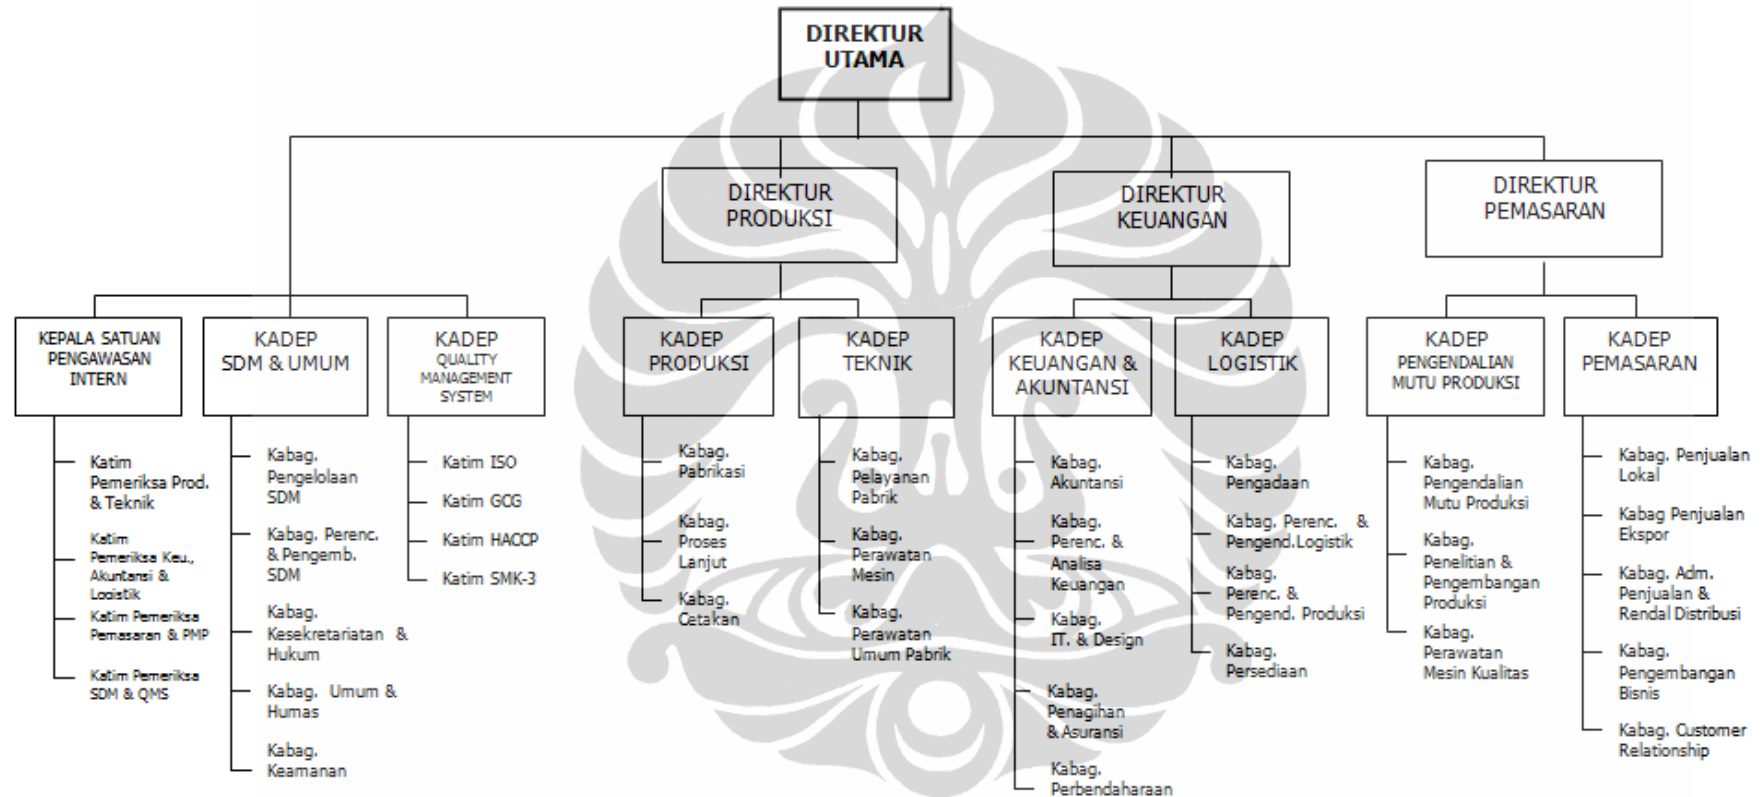 DIREKTUR
UTAMA
DIREKTUR
PRODUKSI
DIREKTUR
KEUANGAN
DIREKTUR
PEMASARAN
KEPALA SATUAN
PENGAWASAN
INTERN
KADEP
SDM & UMUM
KADEP
QUALITY
MANAGEMENT
SYSTEM
KADEP
PRODUKSI
KADEP
TEKNIK
KADEP
KEUANGAN &
AKUNTANSI
KADEP
LOGISTIK
KADEP
PENGENDALIAN
MUTU PRODUKSI
KADEP
PEMASARAN
Katim
Pemeriksa Prod.
& Teknik
Katim
Pemeriksa Keu.,
Akuntansi &
Logistik
Katim Pemeriksa
Pemasaran & PMP
Katim Pemeriksa
SDM & QMS
Kabag.
Pengelolaan
SDM
Kabag. Perenc.
& Pengemb.
SDM
Kabag.
Kesekretariatan &
Hukum
Kabag. Umum &
Humas
Kabag.
Keamanan
Katim ISO
Katim GCG
Katim HACCP
Katim SMK-3
Kabag.
Pabrikasi
Kabag.
Proses
Lanjut
Kabag.
Cetakan
Kabag.
Pelayanan
Pabrik
Kabag.
Perawatan
Mesin
Kabag.
Perawatan
Umum Pabrik
Kabag.
Akuntansi
Kabag.
Perenc. &
Analisa
Keuangan
Kabag.
IT. & Design
Kabag.
Penagihan
& Asuransi
Kabag.
Perbendaharaan
Kabag.
Pengadaan
Kabag. Perenc. &
Pengend.Logistik
Kabag.
Perenc. &
Pengend. Produksi
Kabag.
Persediaan
Kabag.
Pengendalian
Mutu Produksi
Kabag.
Penelitian &
Pengembangan
Produksi
Kabag.
Perawatan
Mesin Kualitas
Kabag. Penjualan
Lokal
Kabag Penjualan
Ekspor
Kabag. Adm.
Penjualan &
Rendal Distribusi
Kabag.
Pengembangan
Bisnis
Kabag. Customer
Relationship